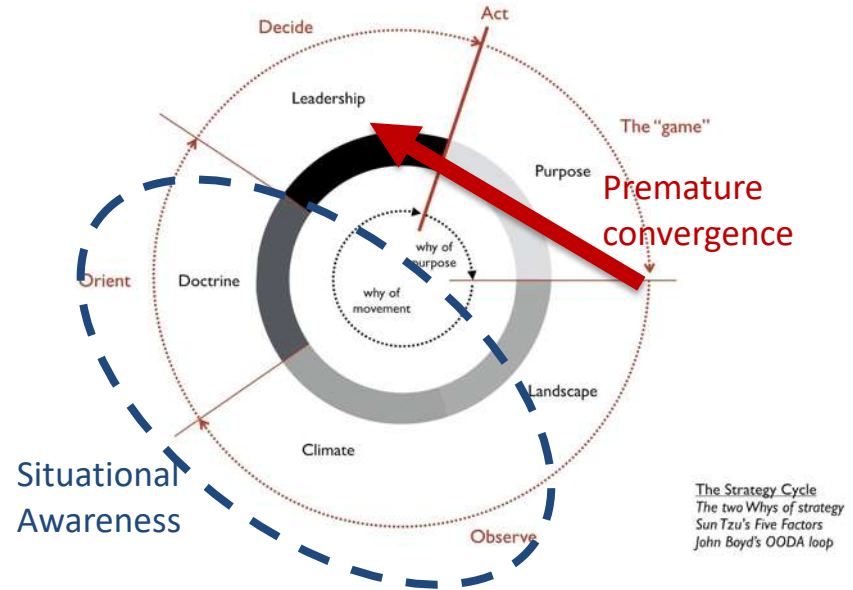 Act
Decide
Leadership
The "game"
Purpose
Premature
convergence
why of
purpose
why of
movement
Orient
Doctrine
Landscape
Climate
Situational
Awareness
Observe
The Strategy Cycle
The two Whys of strategy
Sun Tzu's Five Factors
John Boyd's OODA loop